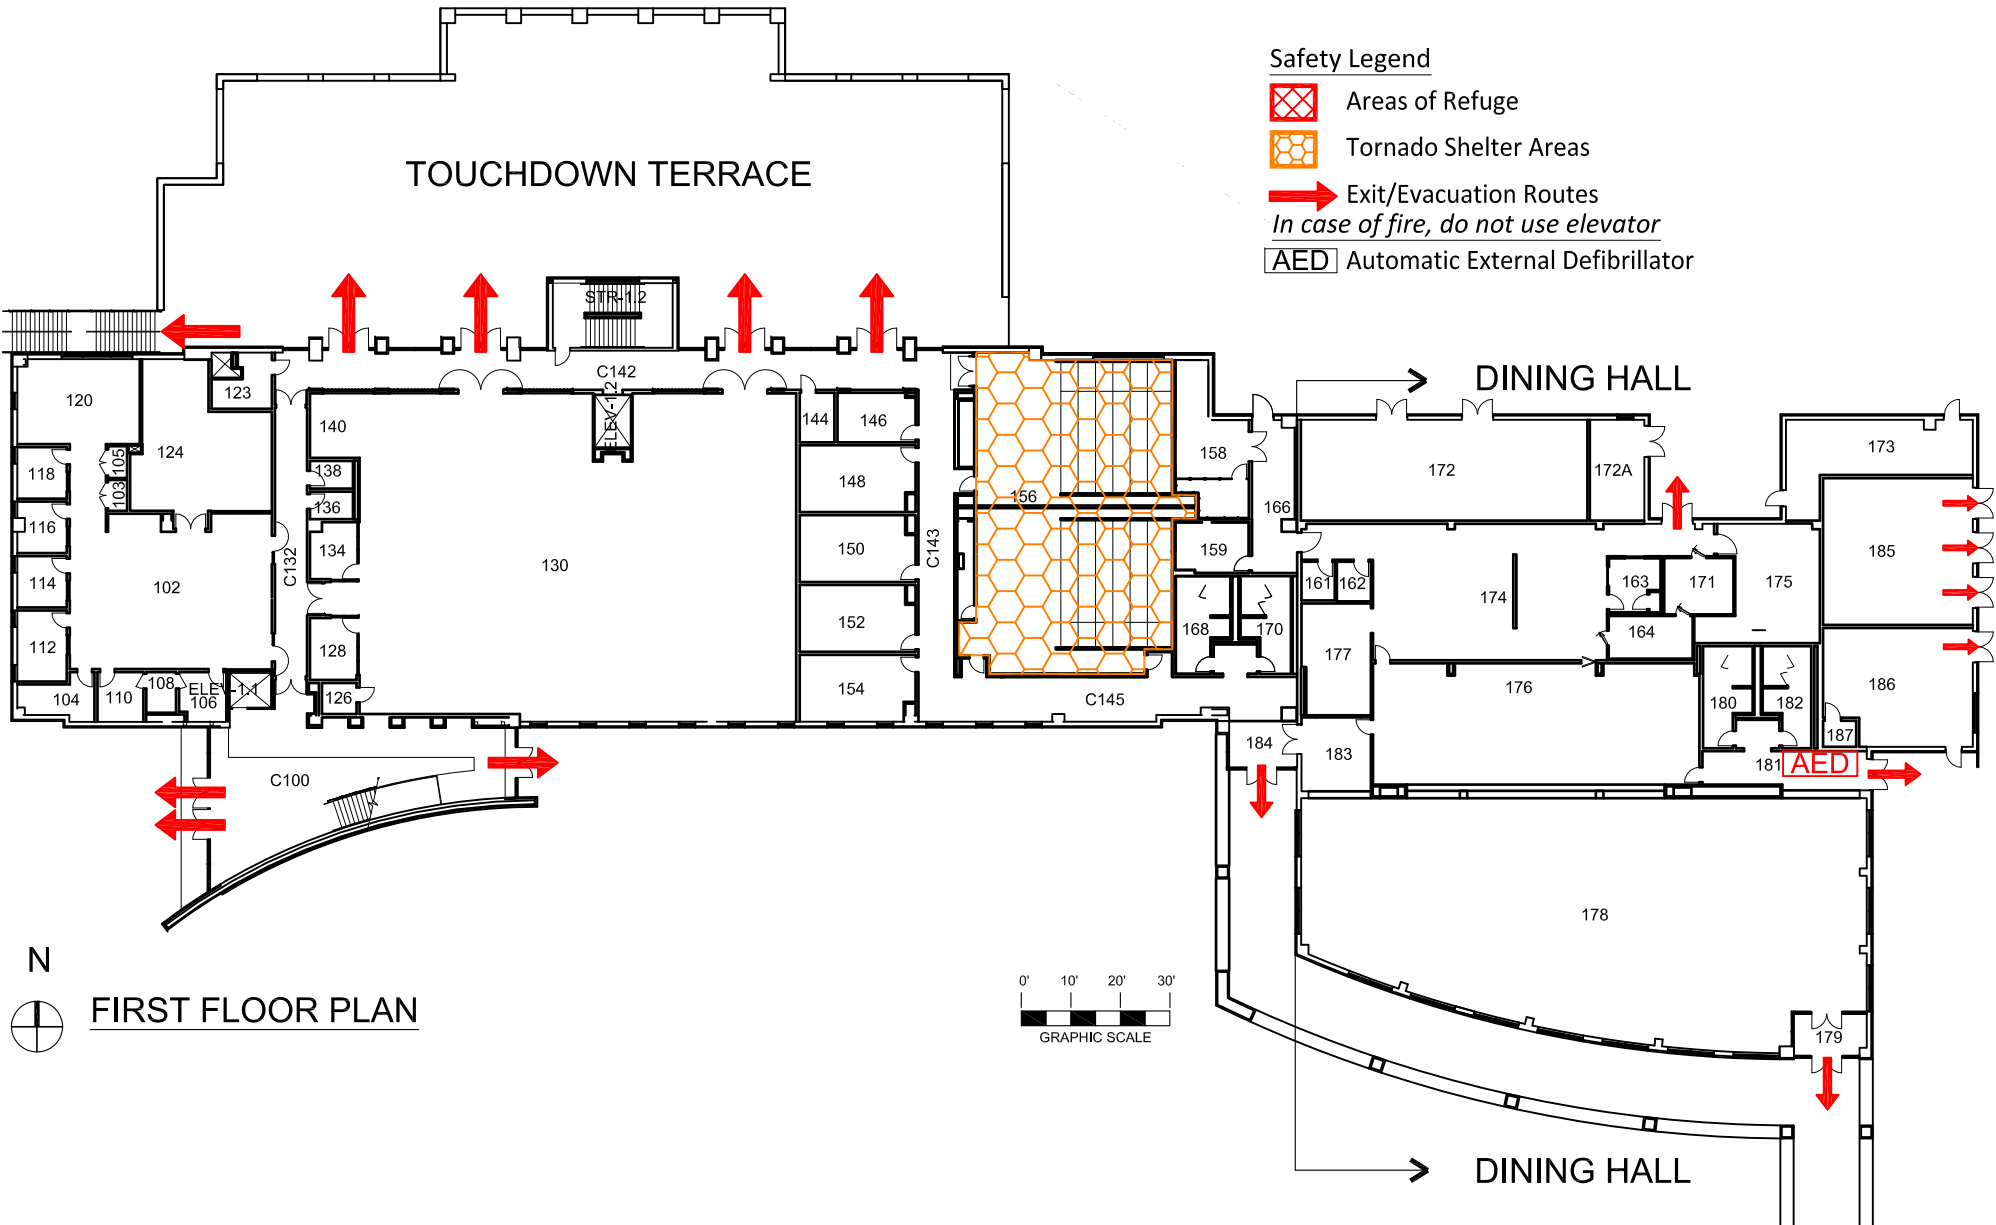 Safety Legend
Areas of Refuge
Tornado Shelter Areas
Exit/Evacuation Routes
In case of fire, do not use elevator
AED Automatic External Defibrillator
TOUCHDOWN TERRACE
STR-1.2
C142
ELEV-1.2
DINING HALL
120
123
124
105
103
118
116
114
112
102
104
110
108
106
ELEV-1.1
C132
140
138
136
134
128
126
130
144
146
148
150
152
154
C143
156
158
159
166
168
170
C145
172
172A
173
161
162
174
163
171
164
175
185
177
176
180
182
186
187
184
183
181
AED
C100
178
179
N
FIRST FLOOR PLAN
0' 10' 20' 30'
GRAPHIC SCALE
DINING HALL